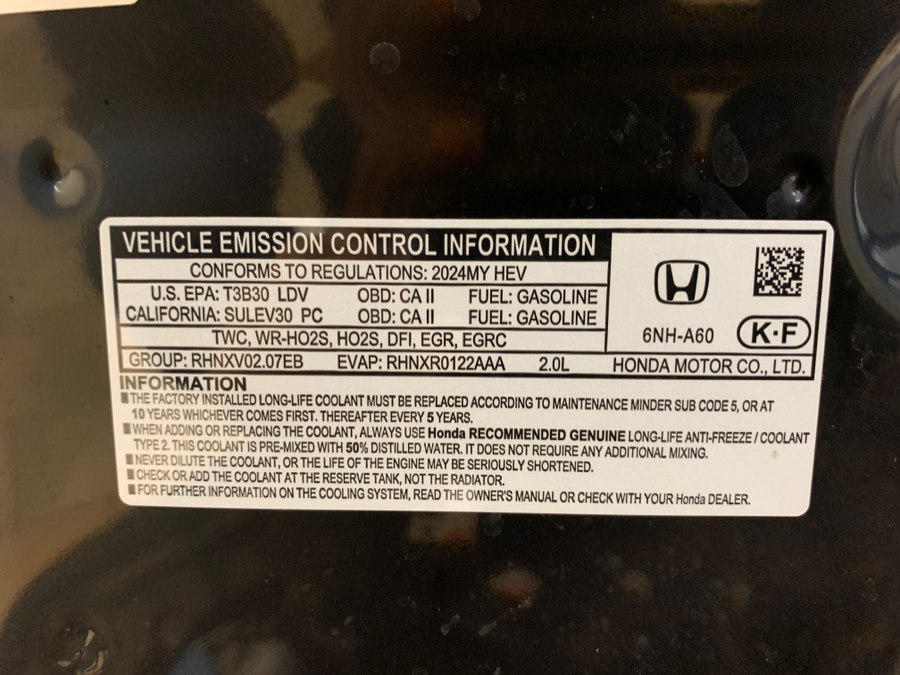 VEHICLE EMISSION CONTROL INFORMATION
CONFORMS TO REGULATIONS: 2024MY HEV
U.S. EPA: T3B30 LDV OBD: CA II FUEL: GASOLINE
CALIFORNIA: SULEV30 PC OBD: CA II FUEL: GASOLINE
TWC, WR-HO2S, HO2S, DFI, EGR, EGRC
6NH-A60 K·F
GROUP: RHNXV02.07EB EVAP: RHNXR0122AAA 2.0L HONDA MOTOR CO., LTD.
INFORMATION
■THE FACTORY INSTALLED LONG-LIFE COOLANT MUST BE REPLACED ACCORDING TO MAINTENANCE MINDER SUB CODE 5, OR AT
10 YEARS WHICHEVER COMES FIRST. THEREAFTER EVERY 5 YEARS.
■WHEN ADDING OR REPLACING THE COOLANT, ALWAYS USE Honda RECOMMENDED GENUINE LONG-LIFE ANTI-FREEZE / COOLANT
TYPE 2. THIS COOLANT IS PRE-MIXED WITH 50% DISTILLED WATER. IT DOES NOT REQUIRE ANY ADDITIONAL MIXING.
■NEVER DILUTE THE COOLANT, OR THE LIFE OF THE ENGINE MAY BE SERIOUSLY SHORTENED.
■CHECK OR ADD THE COOLANT AT THE RESERVE TANK, NOT THE RADIATOR.
■FOR FURTHER INFORMATION ON THE COOLING SYSTEM, READ THE OWNER'S MANUAL OR CHECK WITH YOUR Honda DEALER.